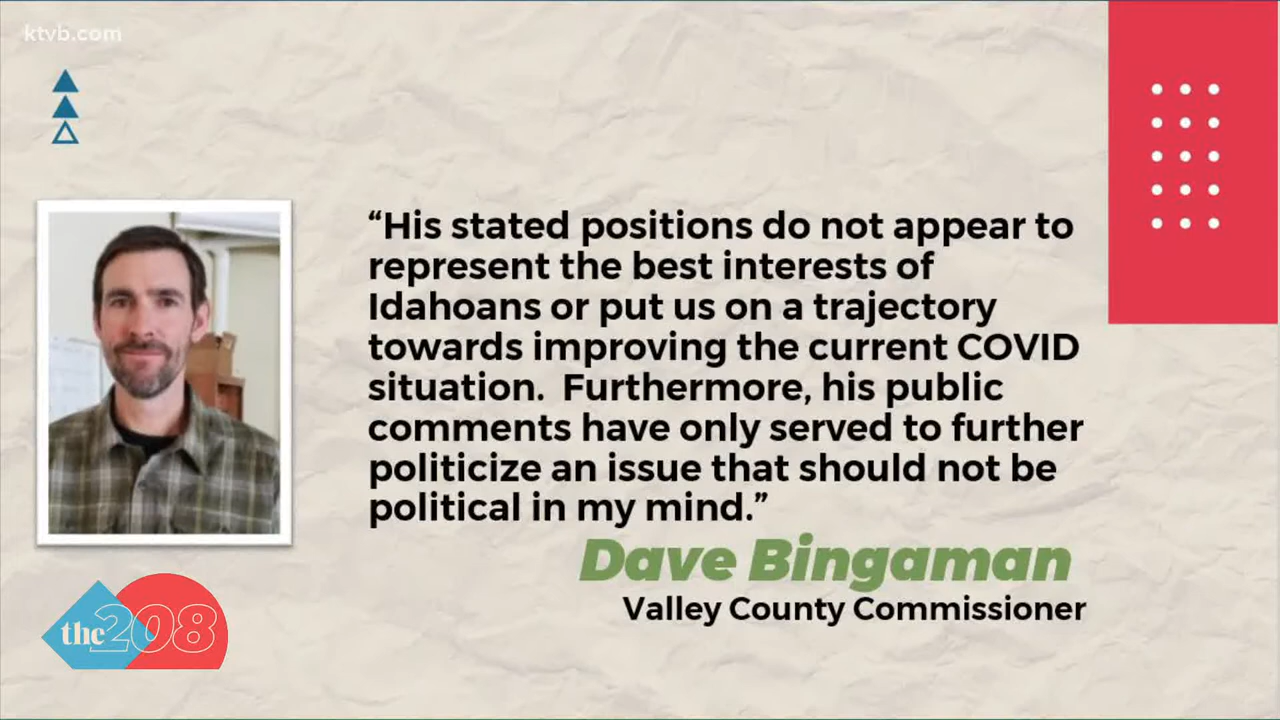 ktvb.com
“His stated positions do not appear to
represent the best interests of
Idahoans or put us on a trajectory
towards improving the current COVID
situation.  Furthermore, his public
comments have only served to further
politicize an issue that should not be
political in my mind.”
Dave Bingaman
Valley County Commissioner
the 208